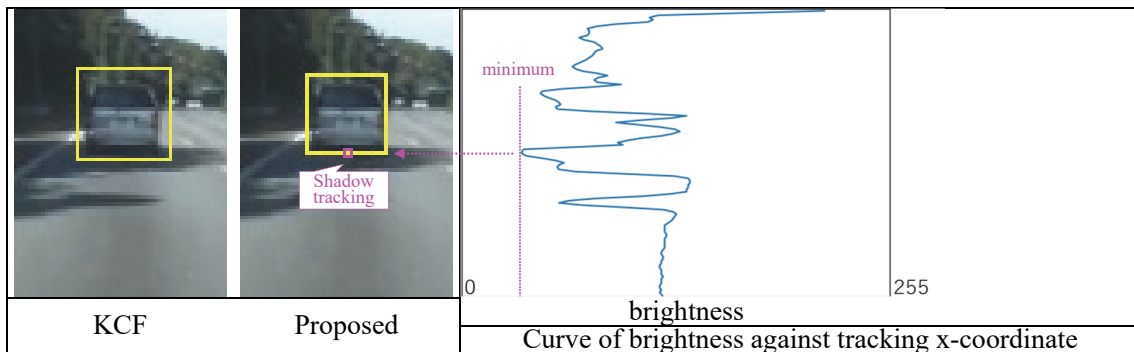 minimum
Shadow
tracking
0
255
brightness
KCF
Proposed
Curve of brightness against tracking x-coordinate